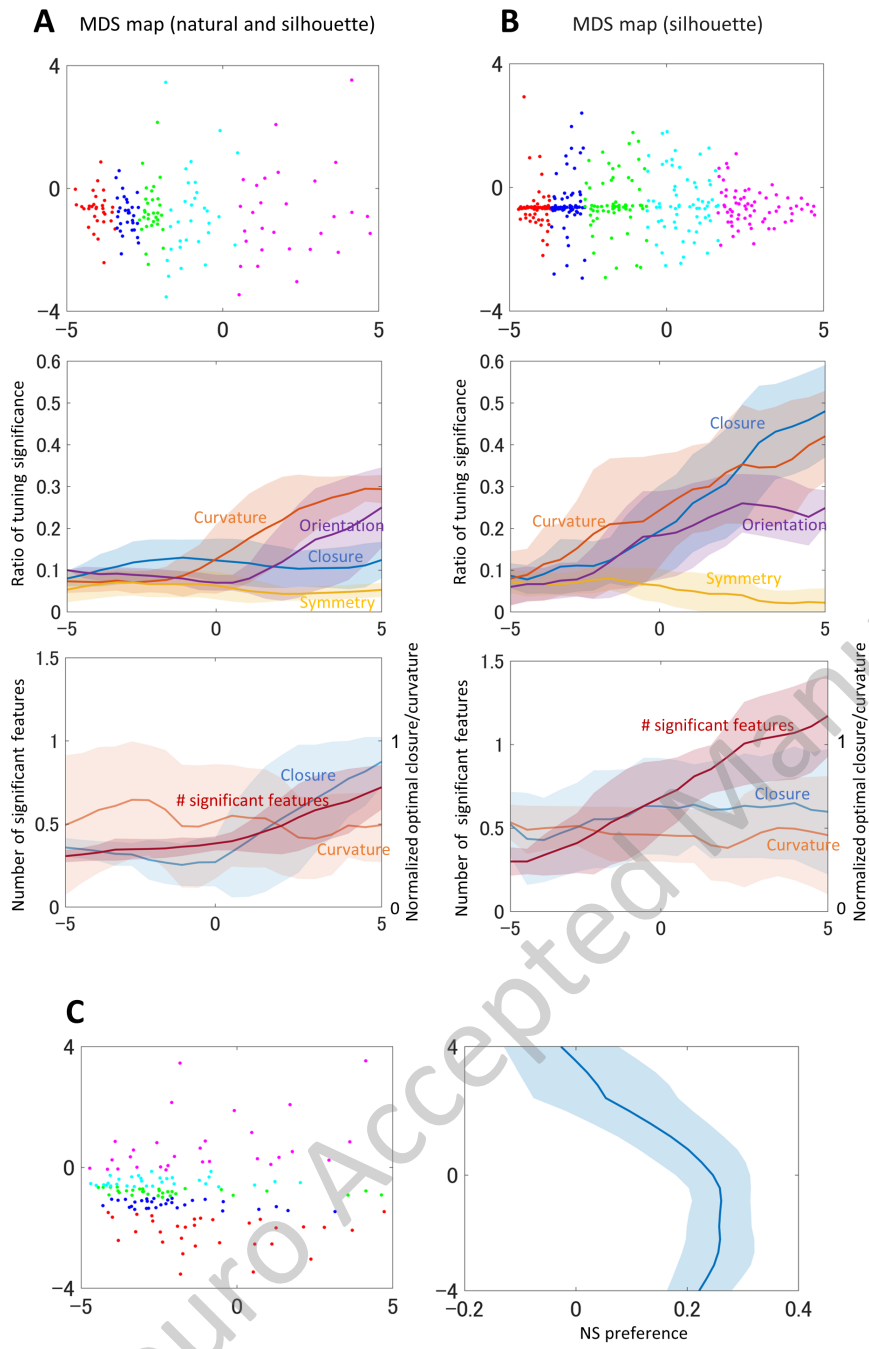 A MDS map (natural and silhouette)
B MDS map (silhouette)
4
0
-4
-5 0 5
4
0
-4
-5 0 5
Ratio of tuning significance
0.6
0.5
0.4
0.3
0.2
0.1
0
-5 0 5
Curvature
Orientation
Closure
Symmetry
Ratio of tuning significance
0.6
0.5
0.4
0.3
0.2
0.1
0
-5 0 5
Closure
Curvature
Orientation
Symmetry
Number of significant features
1.5
1
0.5
0
-5 0 5
Closure
# significant features
Curvature
1
0
Normalized optimal closure/curvature
Number of significant features
1.5
1
0.5
0
-5 0 5
# significant features
Closure
Curvature
1
0
Normalized optimal closure/curvature
C
4
0
-4
-5 0 5
4
0
-4
-0.2 0 0.2 0.4
NS preference
uro Accepted Manu